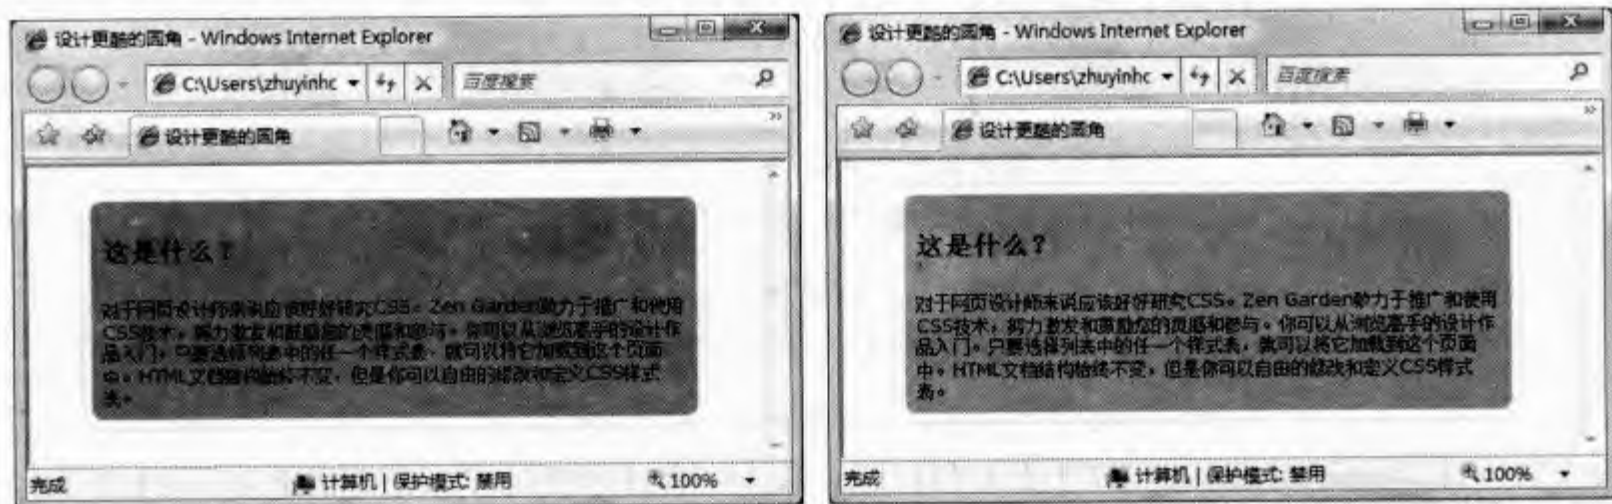 设计更酷的圆角 - Windows Internet Explorer
C:\Users\zhuyinhc
百度搜索
设计更酷的圆角
这是什么？
对于网页设计师来说应该好好研究CSS。Zen Garden致力于推广和使用
CSS技术，努力激发和鼓励您的灵感和参与。你可以从浏览高手的设计作
品入门。只要选择列表中的任一个样式表，就可以将它加载到这个页面
中。HTML文档结构始终不变，但是你可以自由的修改和定义CSS样式
表。
完成
计算机 | 保护模式: 禁用
100%
设计更酷的圆角 - Windows Internet Explorer
C:\Users\zhuyinhc
百度搜索
设计更酷的圆角
这是什么？
对于网页设计师来说应该好好研究CSS。Zen Garden致力于推广和使用
CSS技术，努力激发和激励您的灵感和参与。你可以从浏览高手的设计作
品入门。只要选择列表中的任一个样式表，就可以将它加载到这个页面
中。HTML文档结构始终不变，但是你可以自由的修改和定义CSS样式
表。
完成
计算机 | 保护模式: 禁用
100%